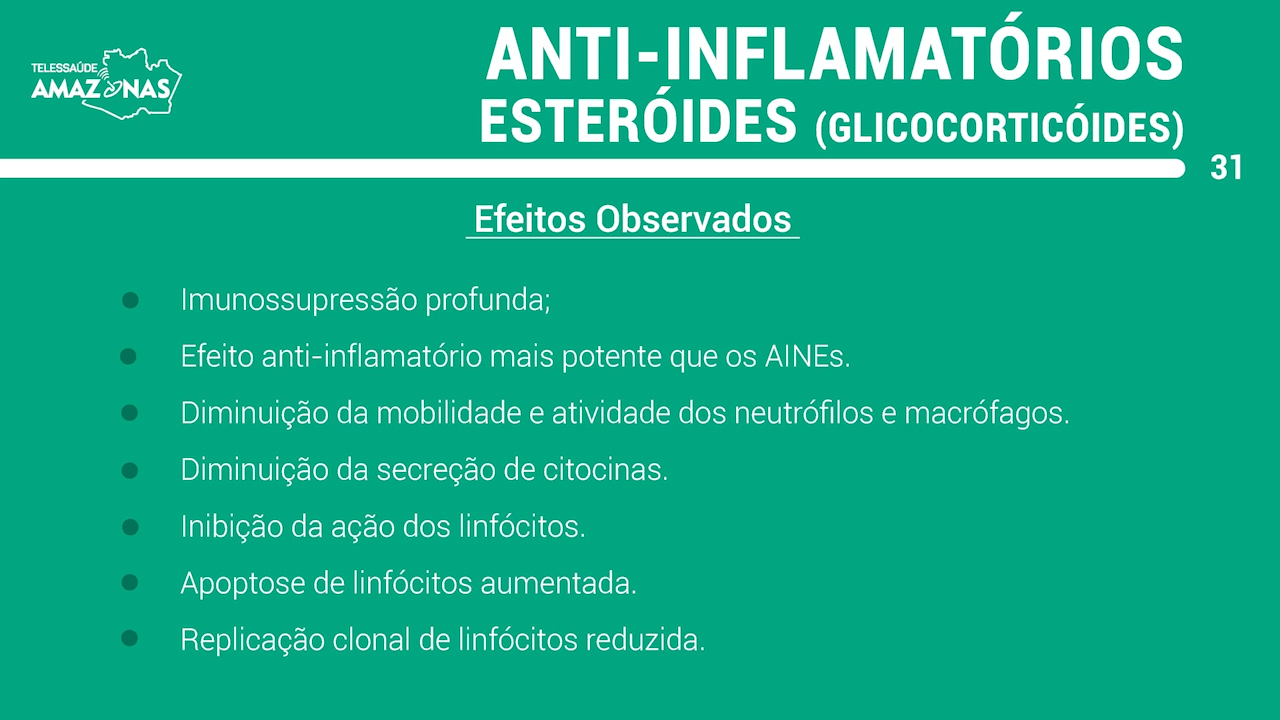 TELESSAÚDE
AMAZONAS
ANTI-INFLAMATÓRIOS
ESTERÓIDES (GLICOCORTICÓIDES)
31
Efeitos Observados
Imunossupressão profunda;
Efeito anti-inflamatório mais potente que os AINEs.
Diminuição da mobilidade e atividade dos neutrófilos e macrófagos.
Diminuição da secreção de citocinas.
Inibição da ação dos linfócitos.
Apoptose de linfócitos aumentada.
Replicação clonal de linfócitos reduzida.